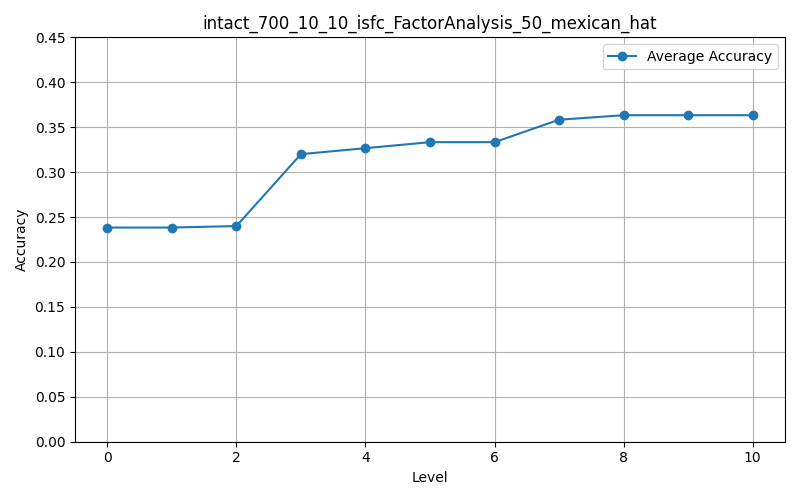 intact_700_10_10_isfc_FactorAnalysis_50_mexican_hat
Average Accuracy
0.45
0.40
0.35
0.30
0.25
0.20
0.15
0.10
0.05
0.00
Accuracy
0 2 4 6 8 10
Level